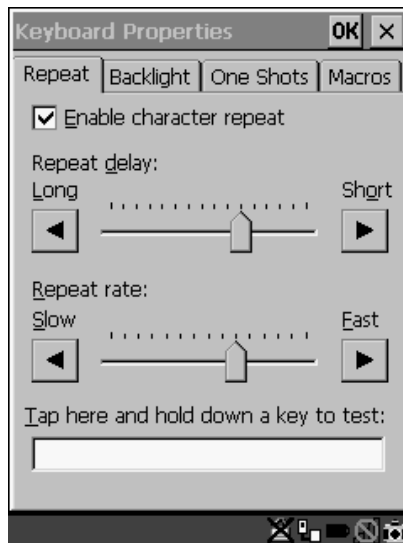 Keyboard Properties OK ×
Repeat Backlight One Shots Macros
Enable character repeat
Repeat delay:
Long Short
Repeat rate:
Slow Fast
Tap here and hold down a key to test: